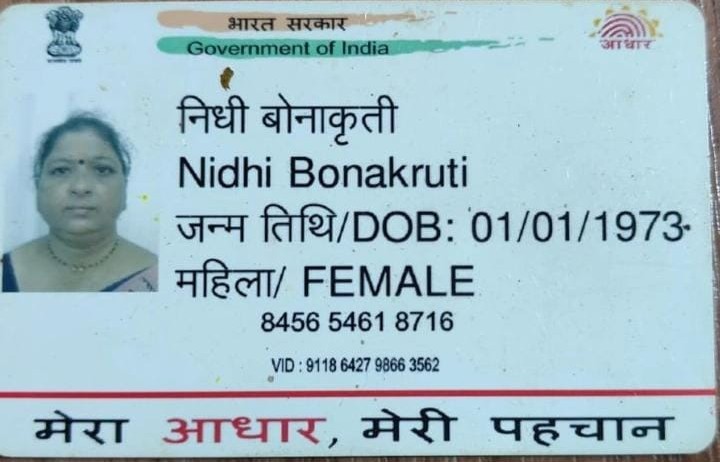 भारत सरकार
Government of India
आधार
निधी बोनाकृती
Nidhi Bonakruti
जन्म तिथि/DOB: 01/01/1973
महिला/ FEMALE
8456 5461 8716
VID : 9118 6427 9866 3562
मेरा आधार, मेरी पहचान